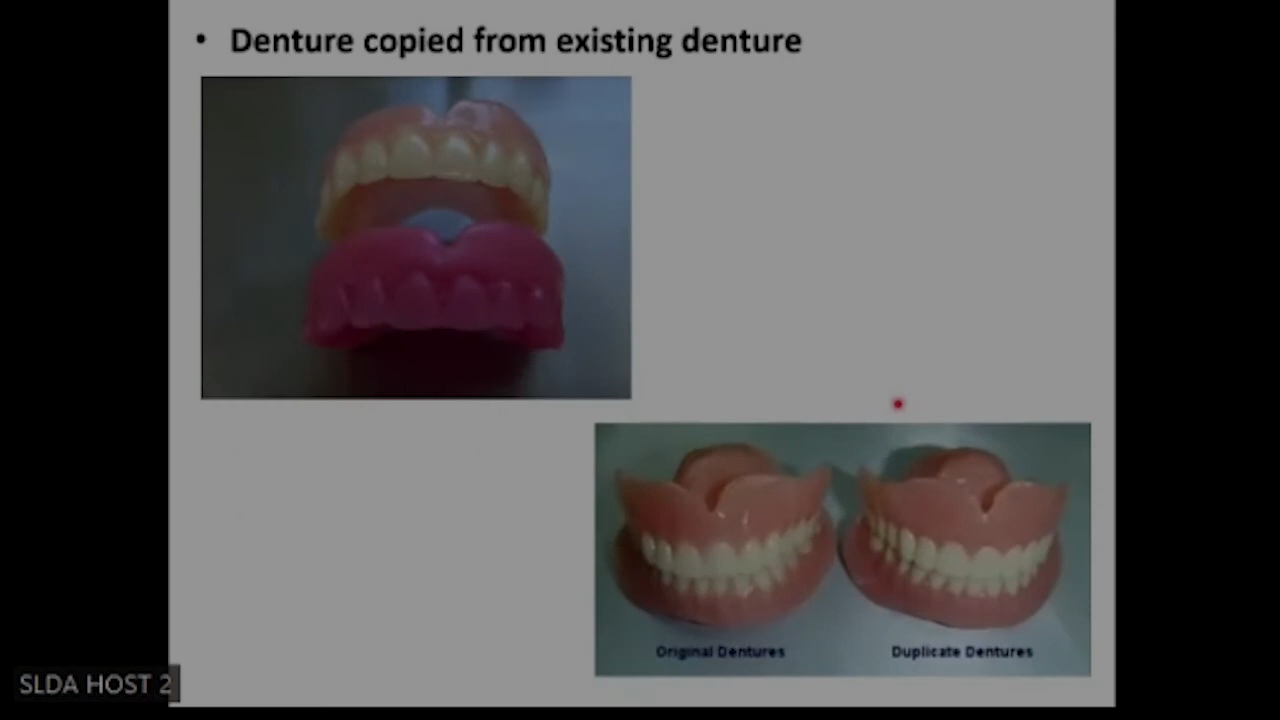 • Denture copied from existing denture
Original Dentures
Duplicate Dentures
SLDA HOST 2